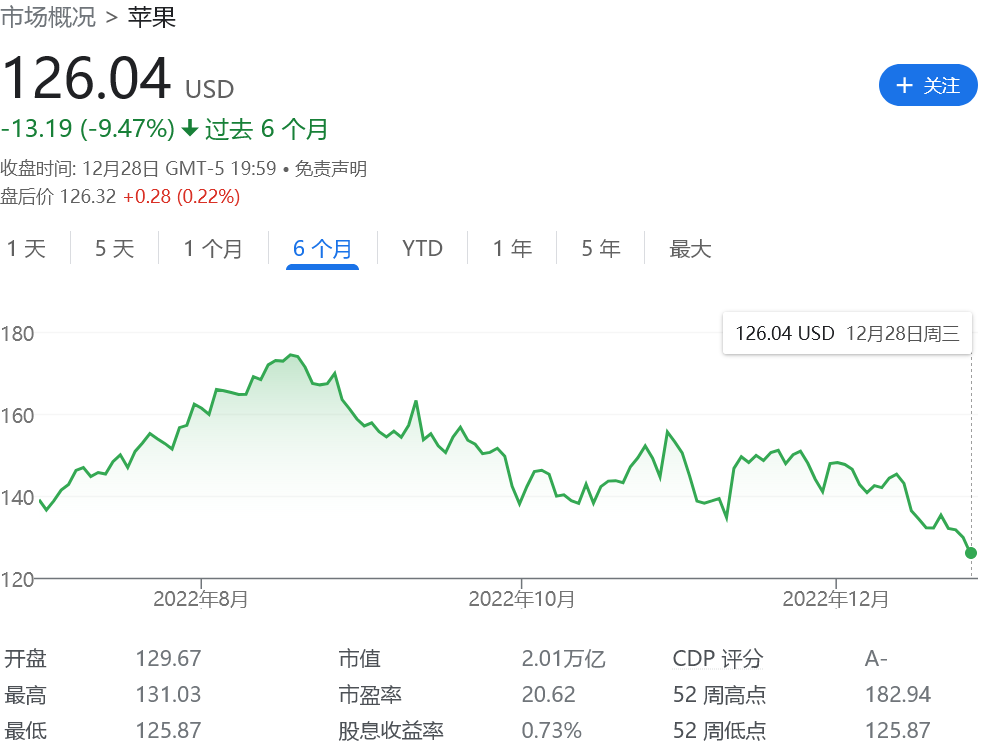 市场概况 > 苹果
126.04 USD
+ 关注
-13.19 (-9.47%) ↓ 过去 6 个月
收盘时间: 12月28日 GMT-5 19:59 • 免责声明
盘后价 126.32 +0.28 (0.22%)
1 天 5 天 1 个月 6 个月 YTD 1 年 5 年 最大
126.04 USD 12月28日周三
180
160
140
120
2022年8月 2022年10月 2022年12月
开盘 129.67 市值 2.01万亿 CDP 评分 A-
最高 131.03 市盈率 20.62 52 周高点 182.94
最低 125.87 股息收益率 0.73% 52 周低点 125.87